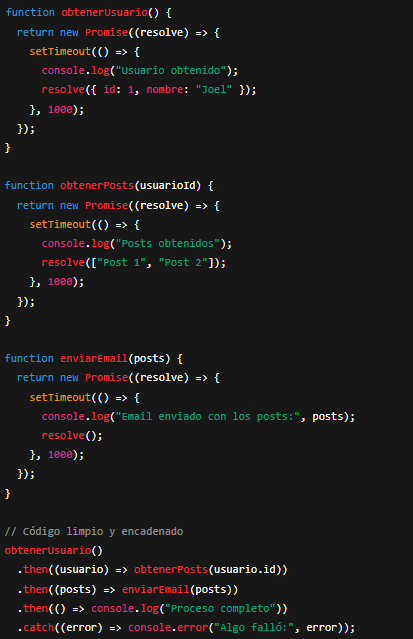 function obtenerUsuario() {
  return new Promise((resolve) => {
    setTimeout(() => {
      console.log("Usuario obtenido");
      resolve({ id: 1, nombre: "Joel" });
    }, 1000);
  });
}

function obtenerPosts(usuarioId) {
  return new Promise((resolve) => {
    setTimeout(() => {
      console.log("Posts obtenidos");
      resolve(["Post 1", "Post 2"]);
    }, 1000);
  });
}

function enviarEmail(posts) {
  return new Promise((resolve) => {
    setTimeout(() => {
      console.log("Email enviado con los posts:", posts);
      resolve();
    }, 1000);
  });
}

// Código limpio y encadenado
obtenerUsuario()
  .then((usuario) => obtenerPosts(usuario.id))
  .then((posts) => enviarEmail(posts))
  .then(() => console.log("Proceso completo"))
  .catch((error) => console.error("Algo falló:", error));